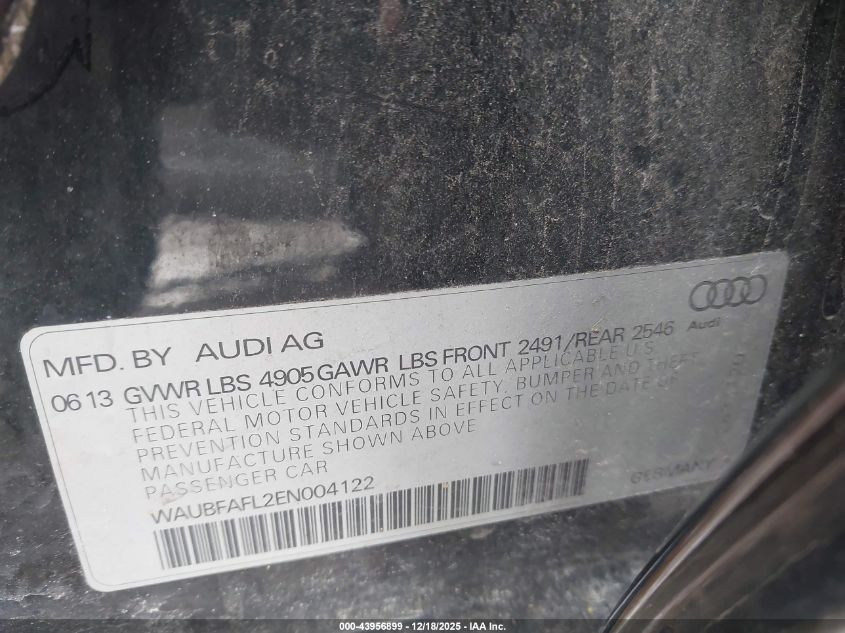 MFD. BY AUDI AG
Audi
06 13 GVWR LBS 4905 GAWR LBS FRONT 2491/REAR 2546
THIS VEHICLE CONFORMS TO ALL APPLICABLE U.S.
FEDERAL MOTOR VEHICLE SAFETY, BUMPER AND THEFT
PREVENTION STANDARDS IN EFFECT ON THE DATE OF
MANUFACTURE SHOWN ABOVE
PASSENGER CAR
WAUBFAFL2EN004122
GERMANY
000-43956899 - 12/18/2025 - IAA Inc.